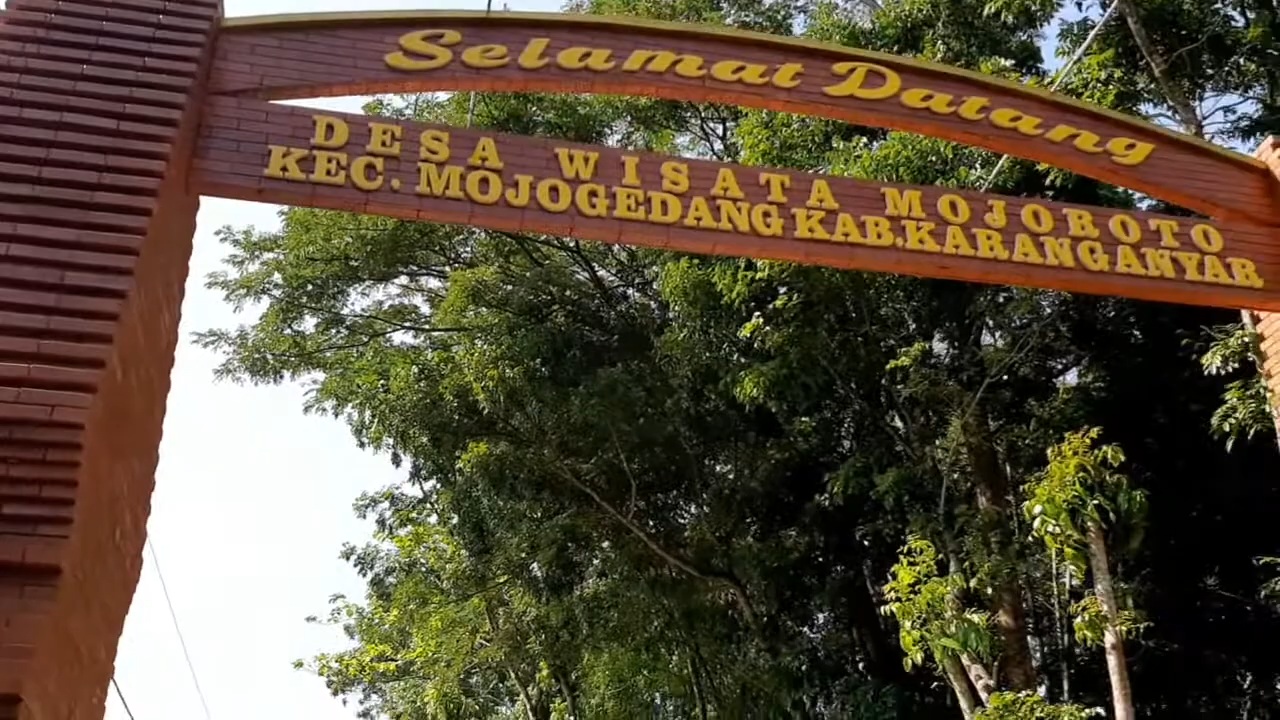 Selamat Datang
DESA WISATA MOJOROTO
KEC. MOJOGEDANG KAB.KARANGANYAR